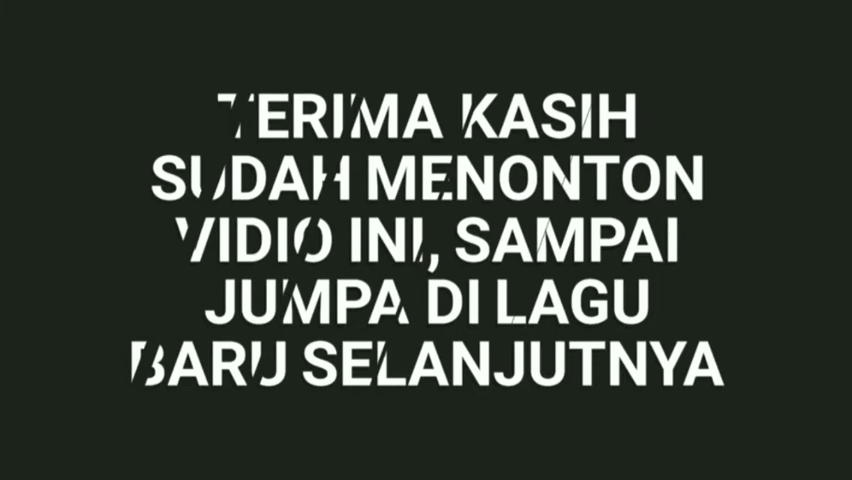 TERIMA KASIH
SUDAH MENONTON
VIDIO INI, SAMPAI
JUMPA DI LAGU
BARU SELANJUTNYA